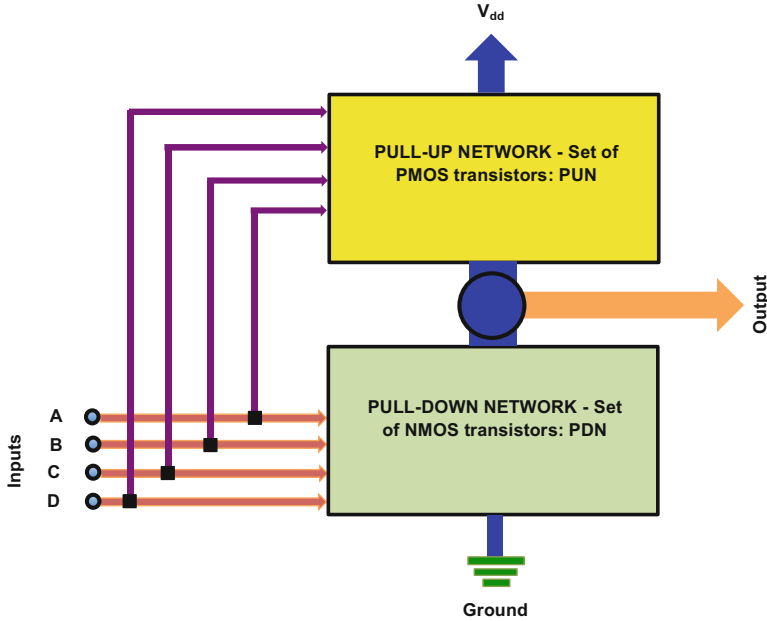 V_dd
PULL-UP NETWORK - Set of
PMOS transistors: PUN
Output
PULL-DOWN NETWORK - Set
of NMOS transistors: PDN
Inputs
A
B
C
D
Ground